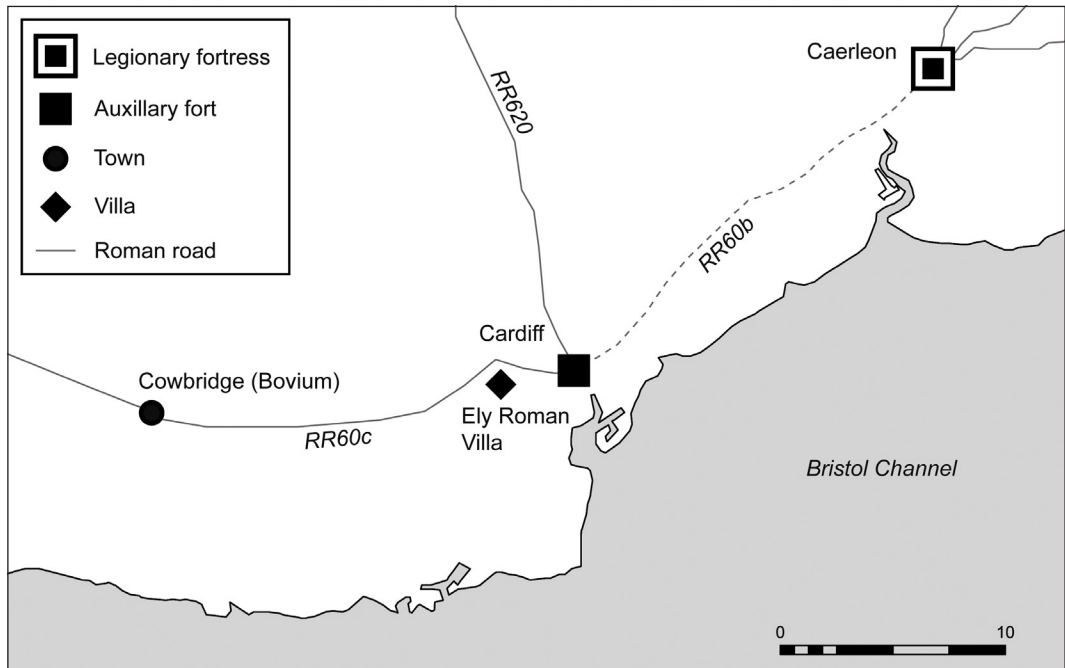 Legionary fortress
Auxillary fort
Town
Villa
Roman road
Caerleon
RR620
RR60b
Cardiff
Cowbridge (Bovium)
Ely Roman
Villa
RR60c
Bristol Channel
0 10